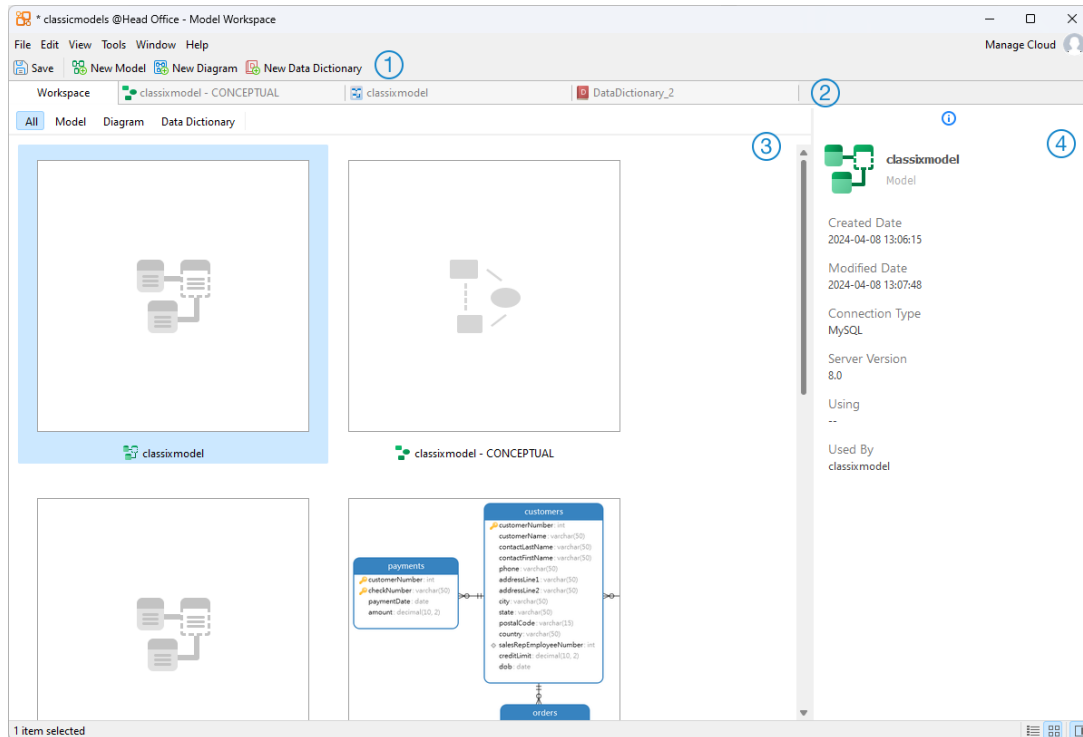 * classicmodels @Head Office - Model Workspace
File Edit View Tools Window Help
Manage Cloud
Save New Model New Diagram New Data Dictionary 1
Workspace classixmodel - CONCEPTUAL classixmodel DataDictionary_2 2
All Model Diagram Data Dictionary
3
4
classixmodel
Model
Created Date
2024-04-08 13:06:15
Modified Date
2024-04-08 13:07:48
Connection Type
MySQL
Server Version
8.0
Using
--
Used By
classixmodel
classixmodel
classixmodel - CONCEPTUAL
payments
customerNumber: int
checkNumber: varchar(50)
paymentDate: date
amount: decimal(10, 2)
customers
customerNumber: int
customerName: varchar(50)
contactLastName: varchar(50)
contactFirstName: varchar(50)
phone: varchar(50)
addressLine1: varchar(50)
addressLine2: varchar(50)
city: varchar(50)
state: varchar(50)
postalCode: varchar(15)
country: varchar(50)
salesRepEmployeeNumber: int
creditLimit: decimal(10, 2)
dob: date
orders
1 item selected